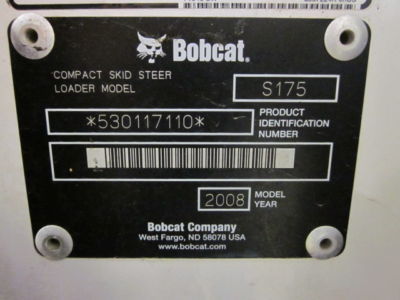 Bobcat.
COMPACT SKID STEER
LOADER MODEL
S175
*530117110*
PRODUCT
IDENTIFICATION
NUMBER
2008
MODEL
YEAR
Bobcat Company
West Fargo, ND 58078 USA
www.bobcat.com